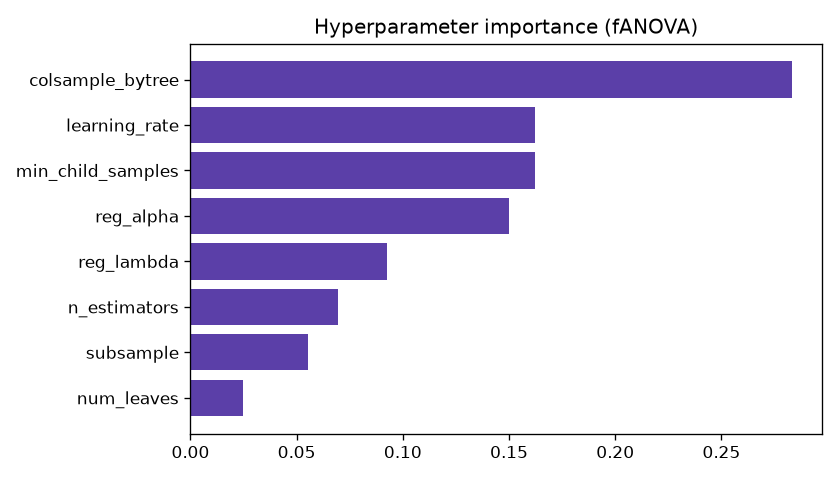 Hyperparameter importance (fANOVA)
colsample_bytree
learning_rate
min_child_samples
reg_alpha
reg_lambda
n_estimators
subsample
num_leaves
0.00 0.05 0.10 0.15 0.20 0.25